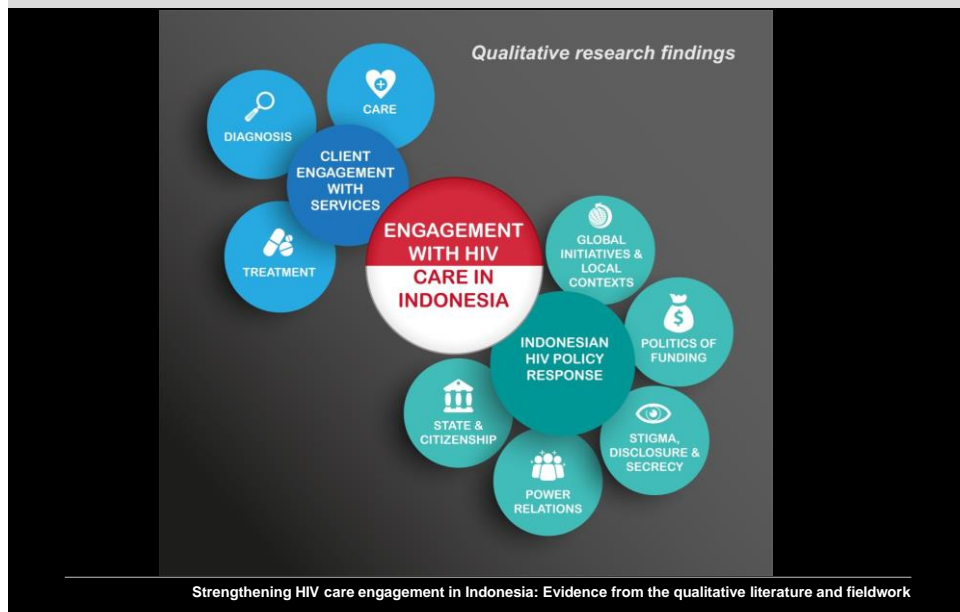 Qualitative research findings
CARE
DIAGNOSIS
CLIENT
ENGAGEMENT
WITH
SERVICES
TREATMENT
ENGAGEMENT
WITH HIV
CARE IN
INDONESIA
GLOBAL
INITIATIVES &
LOCAL
CONTEXTS
POLITICS OF
FUNDING
INDONESIAN
HIV POLICY
RESPONSE
STATE &
CITIZENSHIP
STIGMA,
DISCLOSURE &
SECRECY
POWER
RELATIONS
Strengthening HIV care engagement in Indonesia: Evidence from the qualitative literature and fieldwork